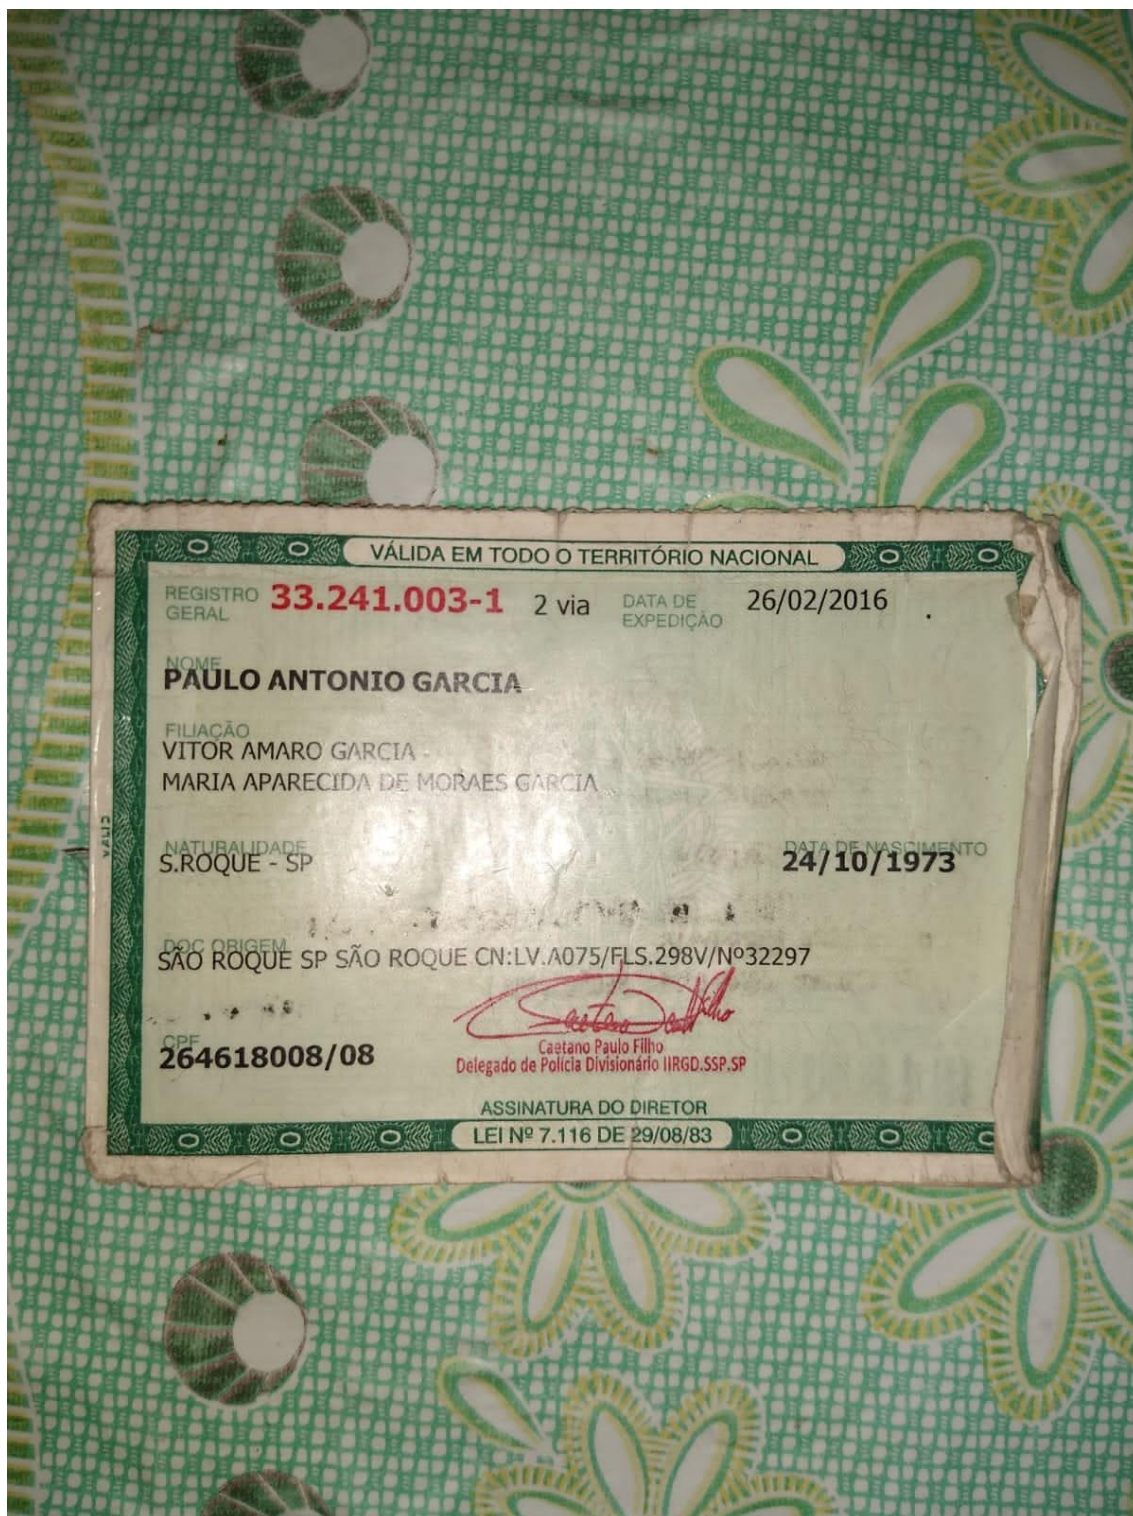 VÁLIDA EM TODO O TERRITÓRIO NACIONAL
REGISTRO GERAL 33.241.003-1 2 via DATA DE EXPEDIÇÃO 26/02/2016
NOME
PAULO ANTONIO GARCIA
FILIAÇÃO
VITOR AMARO GARCIA
MARIA APARECIDA DE MORAES GARCIA
NATURALIDADE DATA DE NASCIMENTO
S.ROQUE - SP 24/10/1973
DOC ORIGEM
SÃO ROQUE SP SÃO ROQUE CN:LV.A075/FLS.298V/Nº32297
CPF
264618008/08
Caetano Paulo Filho
Delegado de Polícia Divisionário IIRGD.SSP.SP
ASSINATURA DO DIRETOR
LEI Nº 7.116 DE 29/08/83